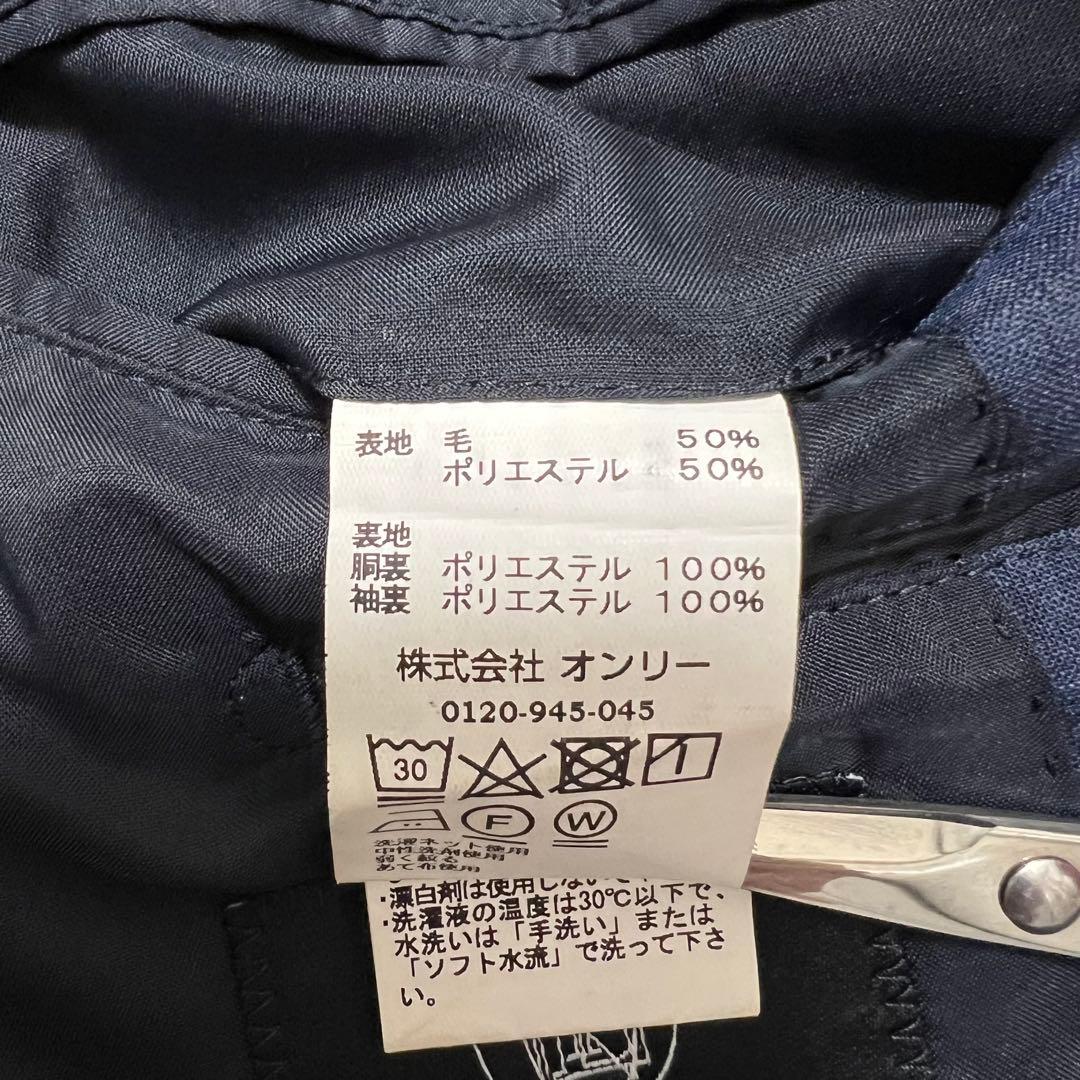 表地 毛 50%
ポリエステル 50%
裏地
胴裏 ポリエステル 100%
袖裏 ポリエステル 100%
株式会社 オンリー
0120-945-045
30
F W
洗濯ネット使用
中性洗剤使用
弱く絞る
あて布使用
・漂白剤は使用しない
・洗濯液の温度は30℃以下で、
水洗いは「手洗い」または
「ソフト水流」で洗って下さ
い。